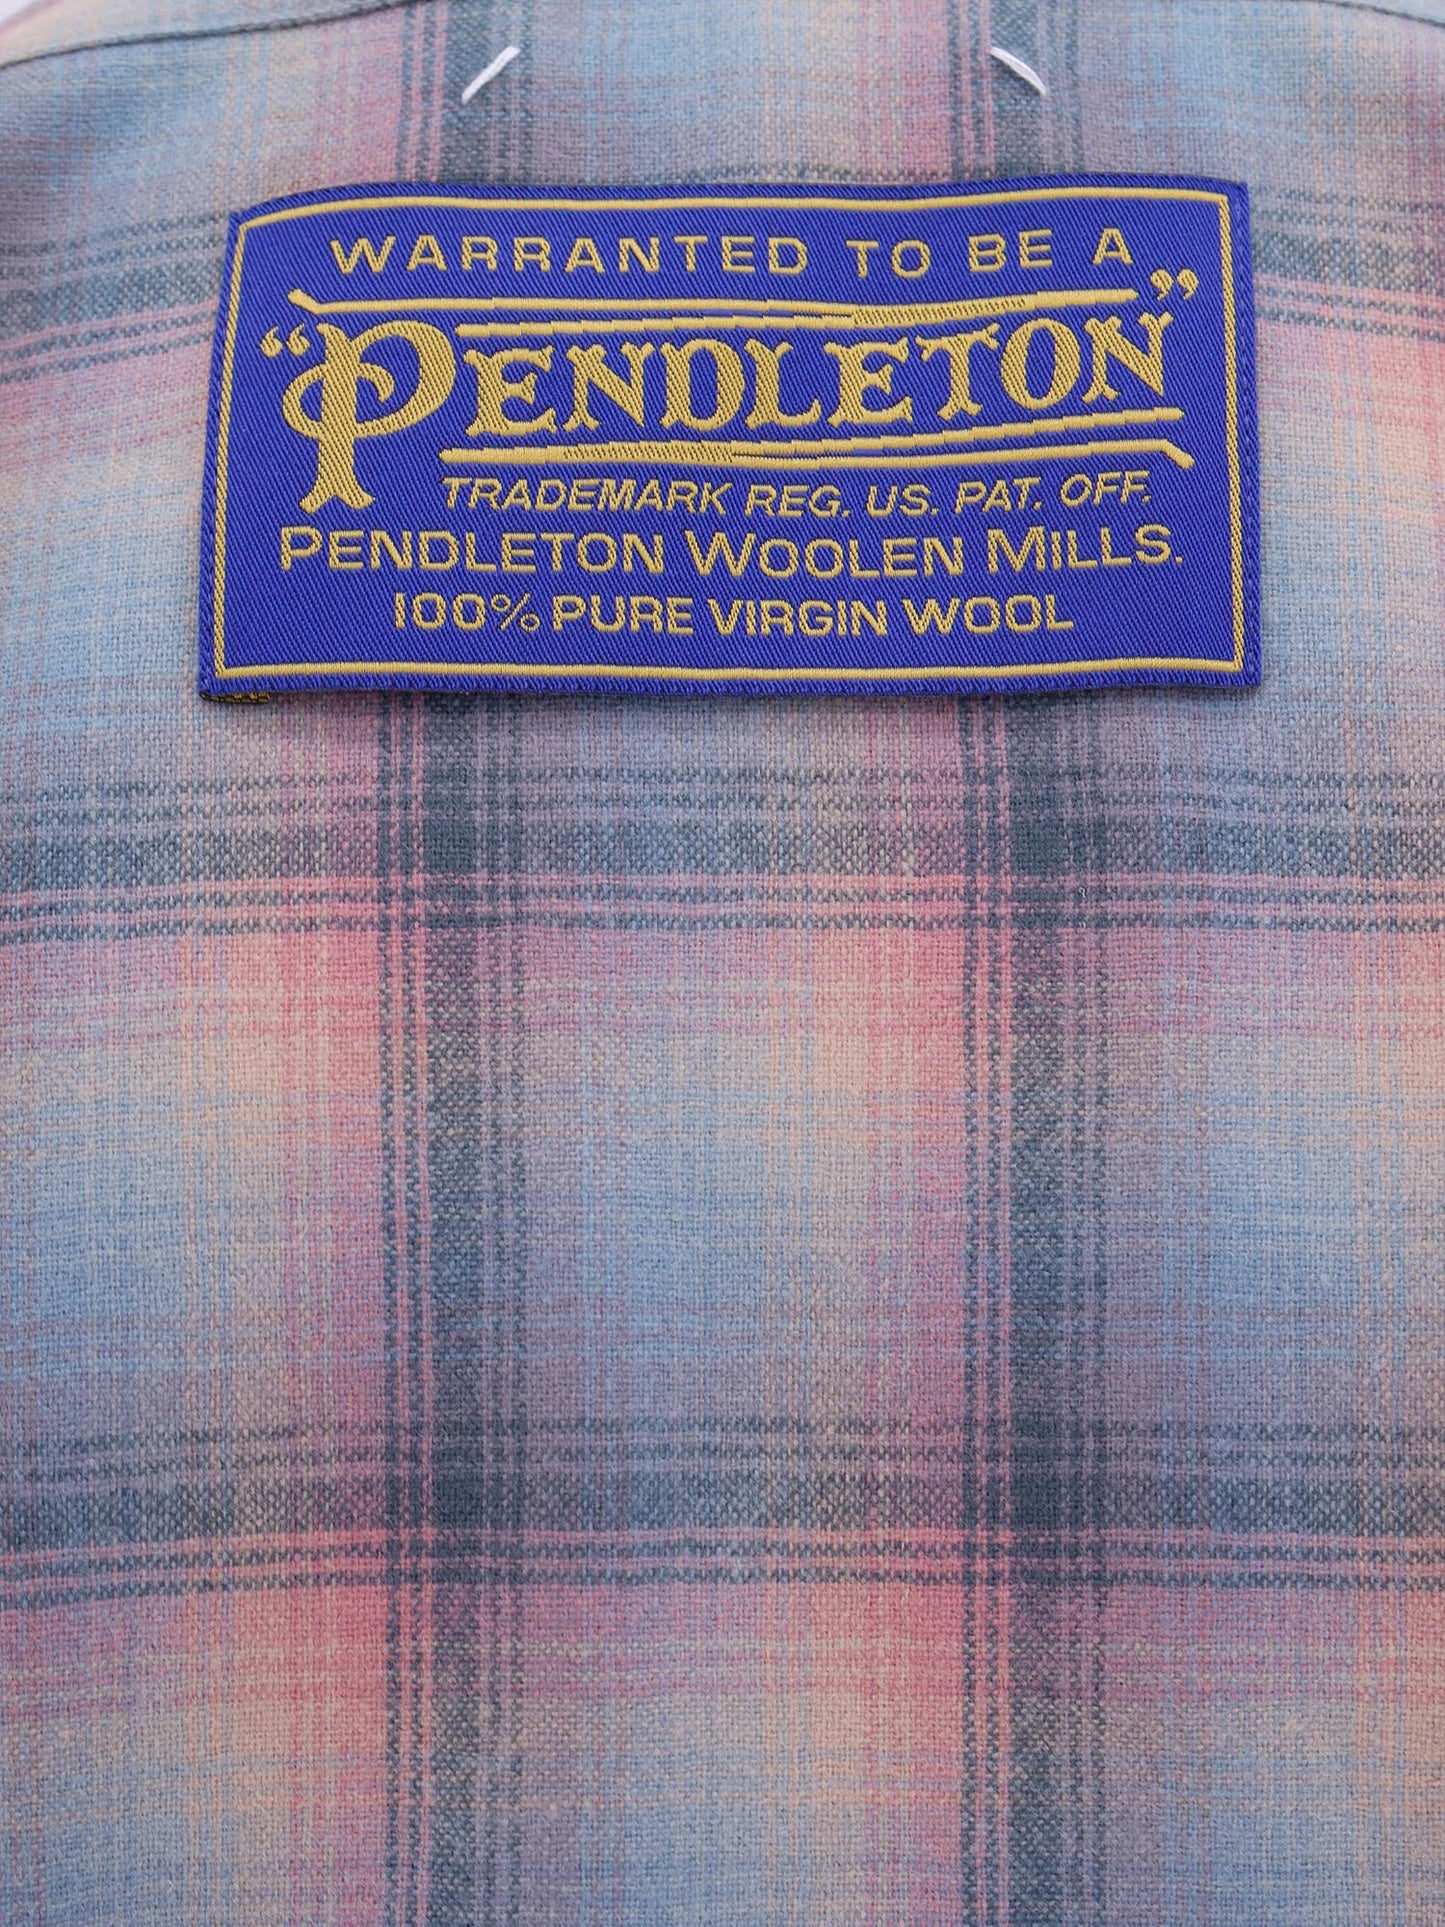 WARRANTED TO BE A
“PENDLETON”
TRADEMARK REG. US. PAT. OFF.
PENDLETON WOOLEN MILLS.
100% PURE VIRGIN WOOL